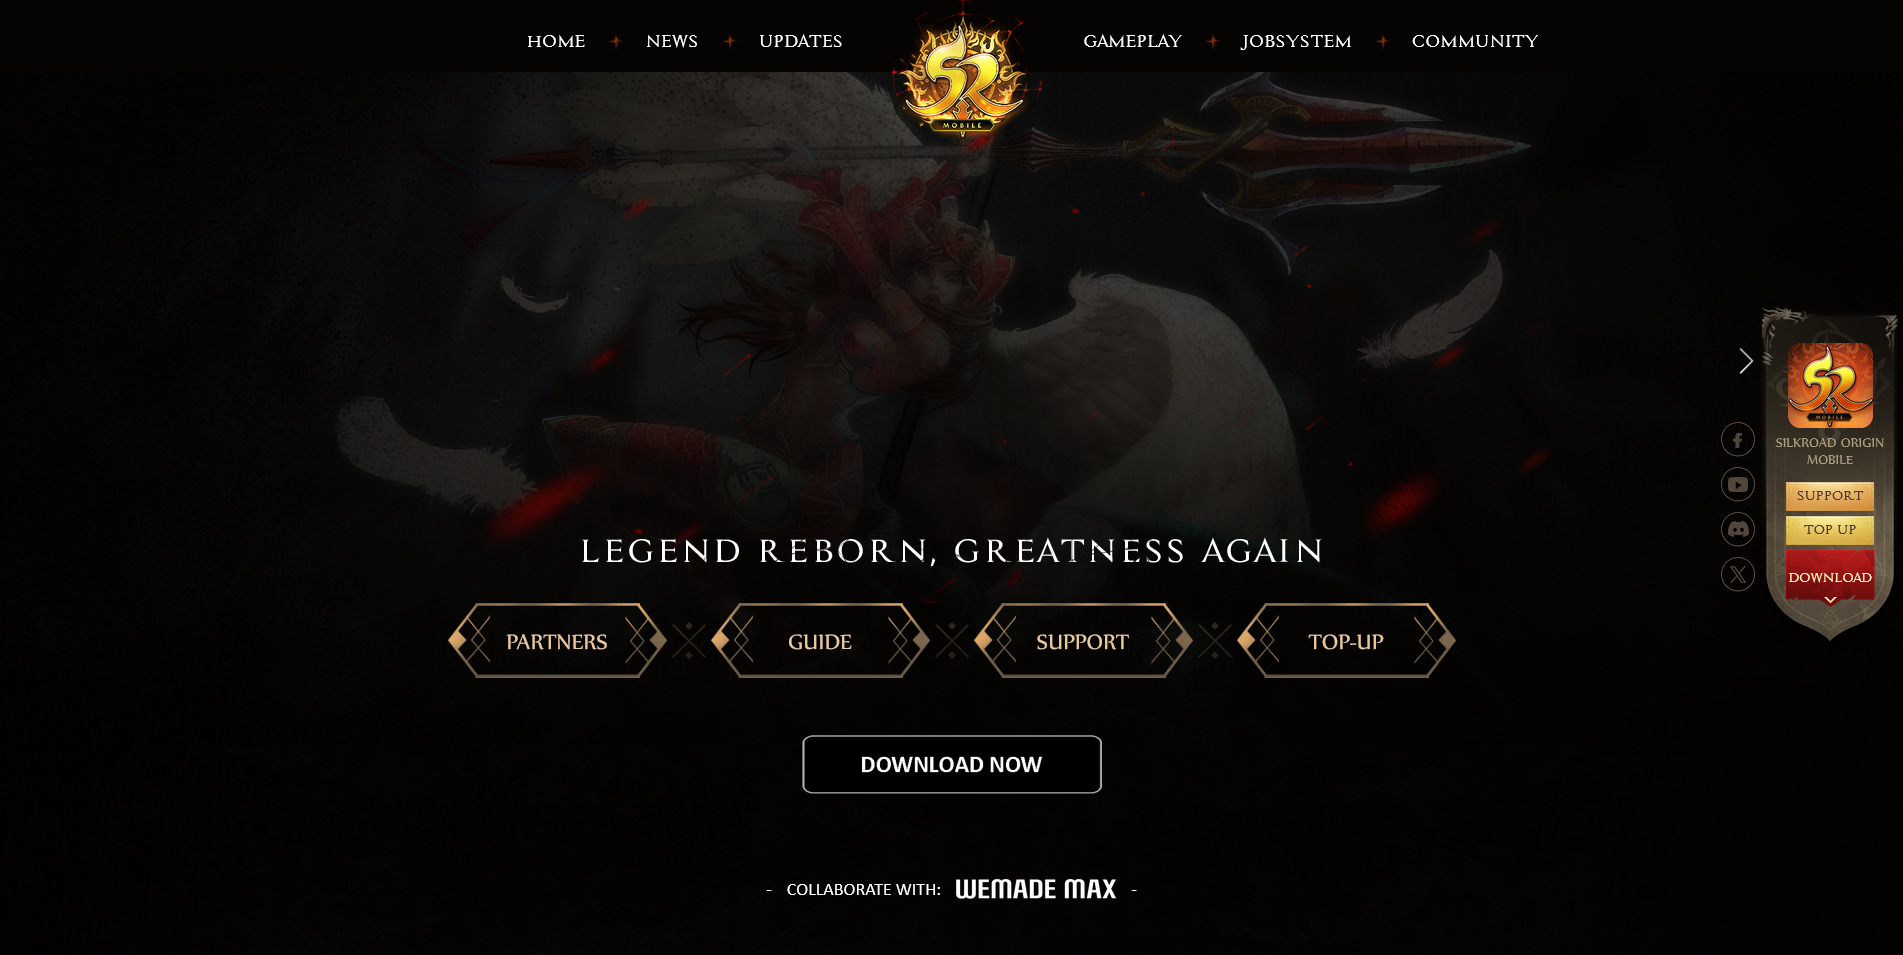 HOME
NEWS
UPDATES
SR
MOBILE
GAMEPLAY
JOBSYSTEM
COMMUNITY
SR
MOBILE
SILKROAD ORIGIN
MOBILE
SUPPORT
TOP UP
DOWNLOAD
LEGEND REBORN, GREATNESS AGAIN
PARTNERS
GUIDE
SUPPORT
TOP-UP
DOWNLOAD NOW
- COLLABORATE WITH: WEMADE MAX -